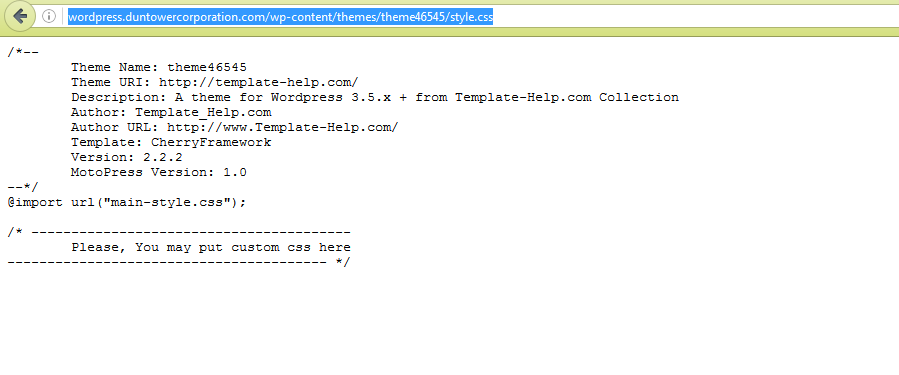 wordpress.duntowercorporation.com/wp-content/themes/theme46545/style.css
/*--
Theme Name: theme46545
Theme URI: http://template-help.com/
Description: A theme for Wordpress 3.5.x + from Template-Help.com Collection
Author: Template_Help.com
Author URL: http://www.Template-Help.com/
Template: CherryFramework
Version: 2.2.2
MotoPress Version: 1.0
--*/
@import url("main-style.css");
/* ----------------------------------------
Please, You may put custom css here
---------------------------------------- */